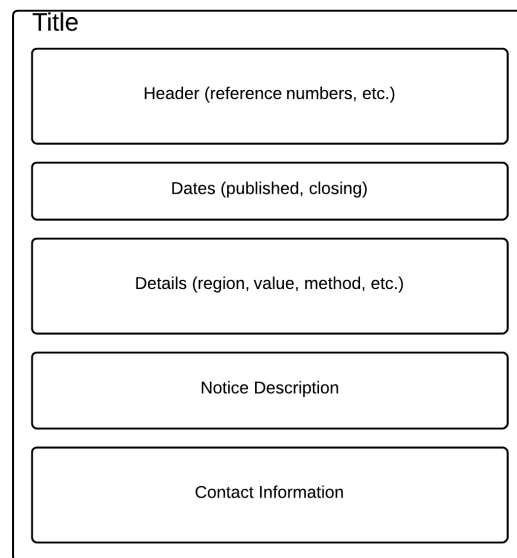 Title
Header (reference numbers, etc.)
Dates (published, closing)
Details (region, value, method, etc.)
Notice Description
Contact Information